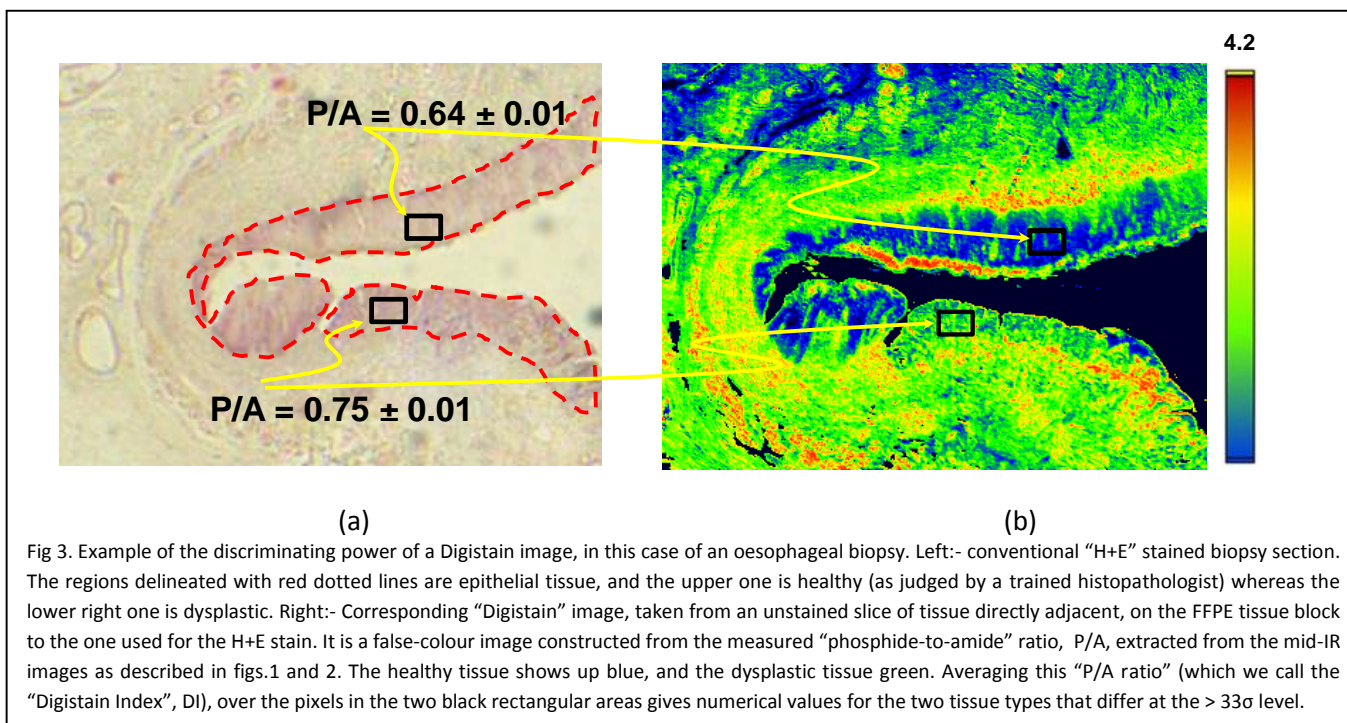 4.2
P/A = 0.64 ± 0.01
P/A = 0.75 ± 0.01
(a)
(b)
Fig 3. Example of the discriminating power of a Digistain image, in this case of an oesophageal biopsy. Left:- conventional “H+E” stained biopsy section.
The regions delineated with red dotted lines are epithelial tissue, and the upper one is healthy (as judged by a trained histopathologist) whereas the
lower right one is dysplastic. Right:- Corresponding “Digistain” image, taken from an unstained slice of tissue directly adjacent, on the FFPE tissue block
to the one used for the H+E stain. It is a false-colour image constructed from the measured “phosphide-to-amide” ratio, P/A, extracted from the mid-IR
images as described in figs.1 and 2. The healthy tissue shows up blue, and the dysplastic tissue green. Averaging this “P/A ratio” (which we call the
“Digistain Index”, DI), over the pixels in the two black rectangular areas gives numerical values for the two tissue types that differ at the > 33σ level.